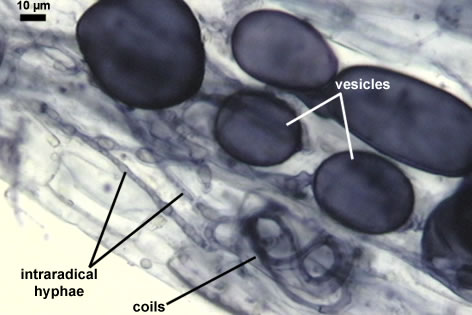 10 µm
vesicles
intraradical
hyphae
coils